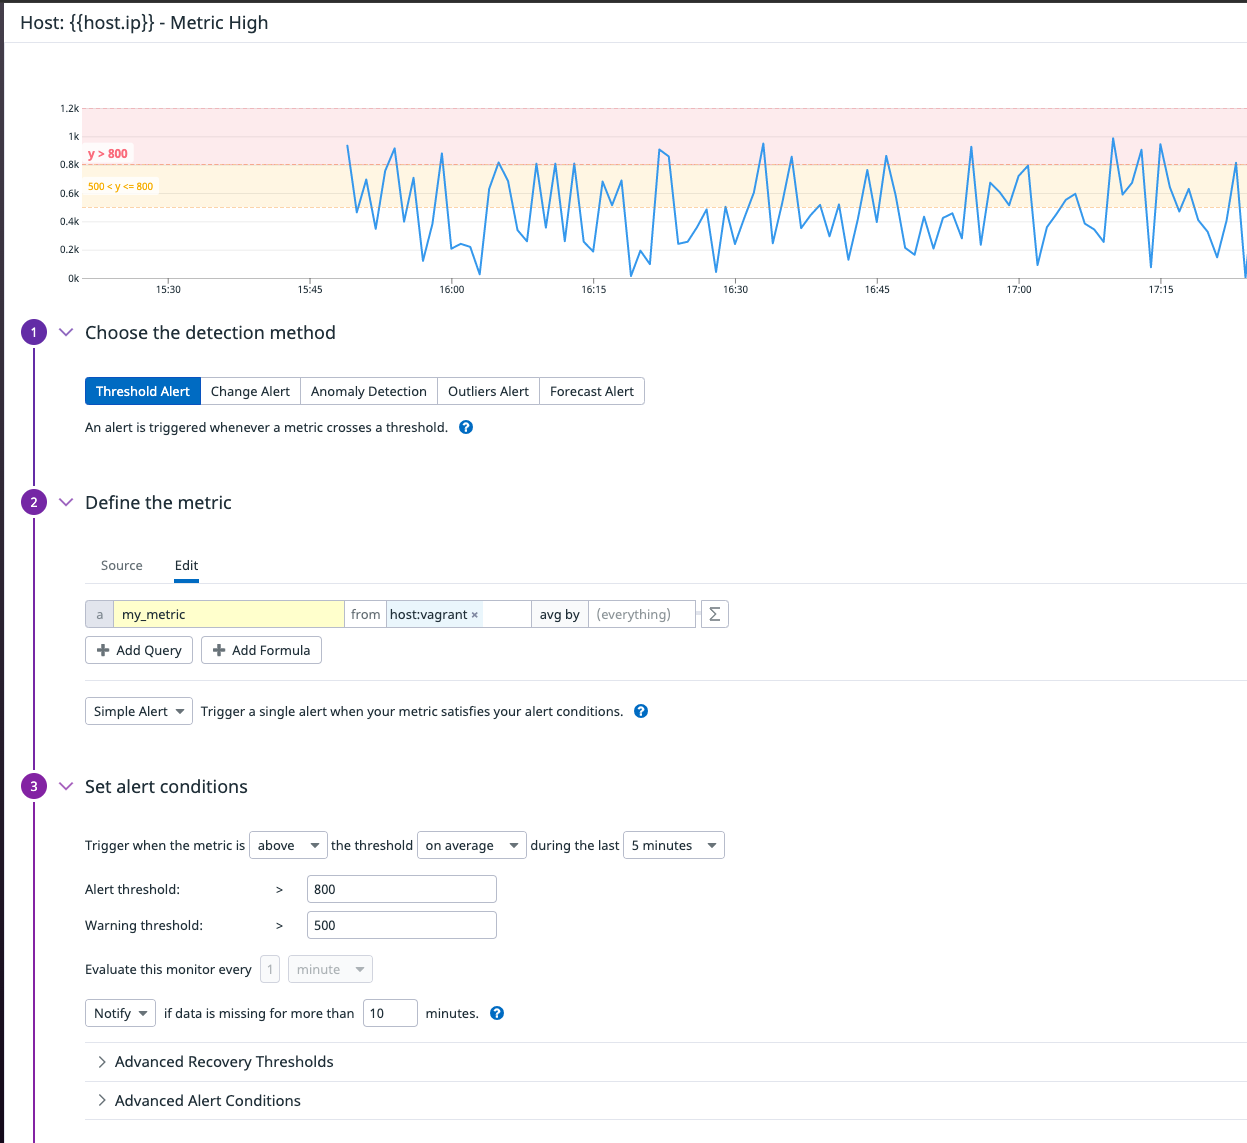 Host: {{host.ip}} - Metric High
1.2k
1k
y > 800
0.8k
500 < y <= 800
0.6k
0.4k
0.2k
0k
15:30 15:45 16:00 16:15 16:30 16:45 17:00 17:15
1 Choose the detection method
Threshold Alert Change Alert Anomaly Detection Outliers Alert Forecast Alert
An alert is triggered whenever a metric crosses a threshold. ?
2 Define the metric
Source Edit
a my_metric from host:vagrant × avg by (everything) Σ
+ Add Query + Add Formula
Simple Alert Trigger a single alert when your metric satisfies your alert conditions. ?
3 Set alert conditions
Trigger when the metric is above the threshold on average during the last 5 minutes
Alert threshold: > 800
Warning threshold: > 500
Evaluate this monitor every 1 minute
Notify if data is missing for more than 10 minutes. ?
Advanced Recovery Thresholds
Advanced Alert Conditions